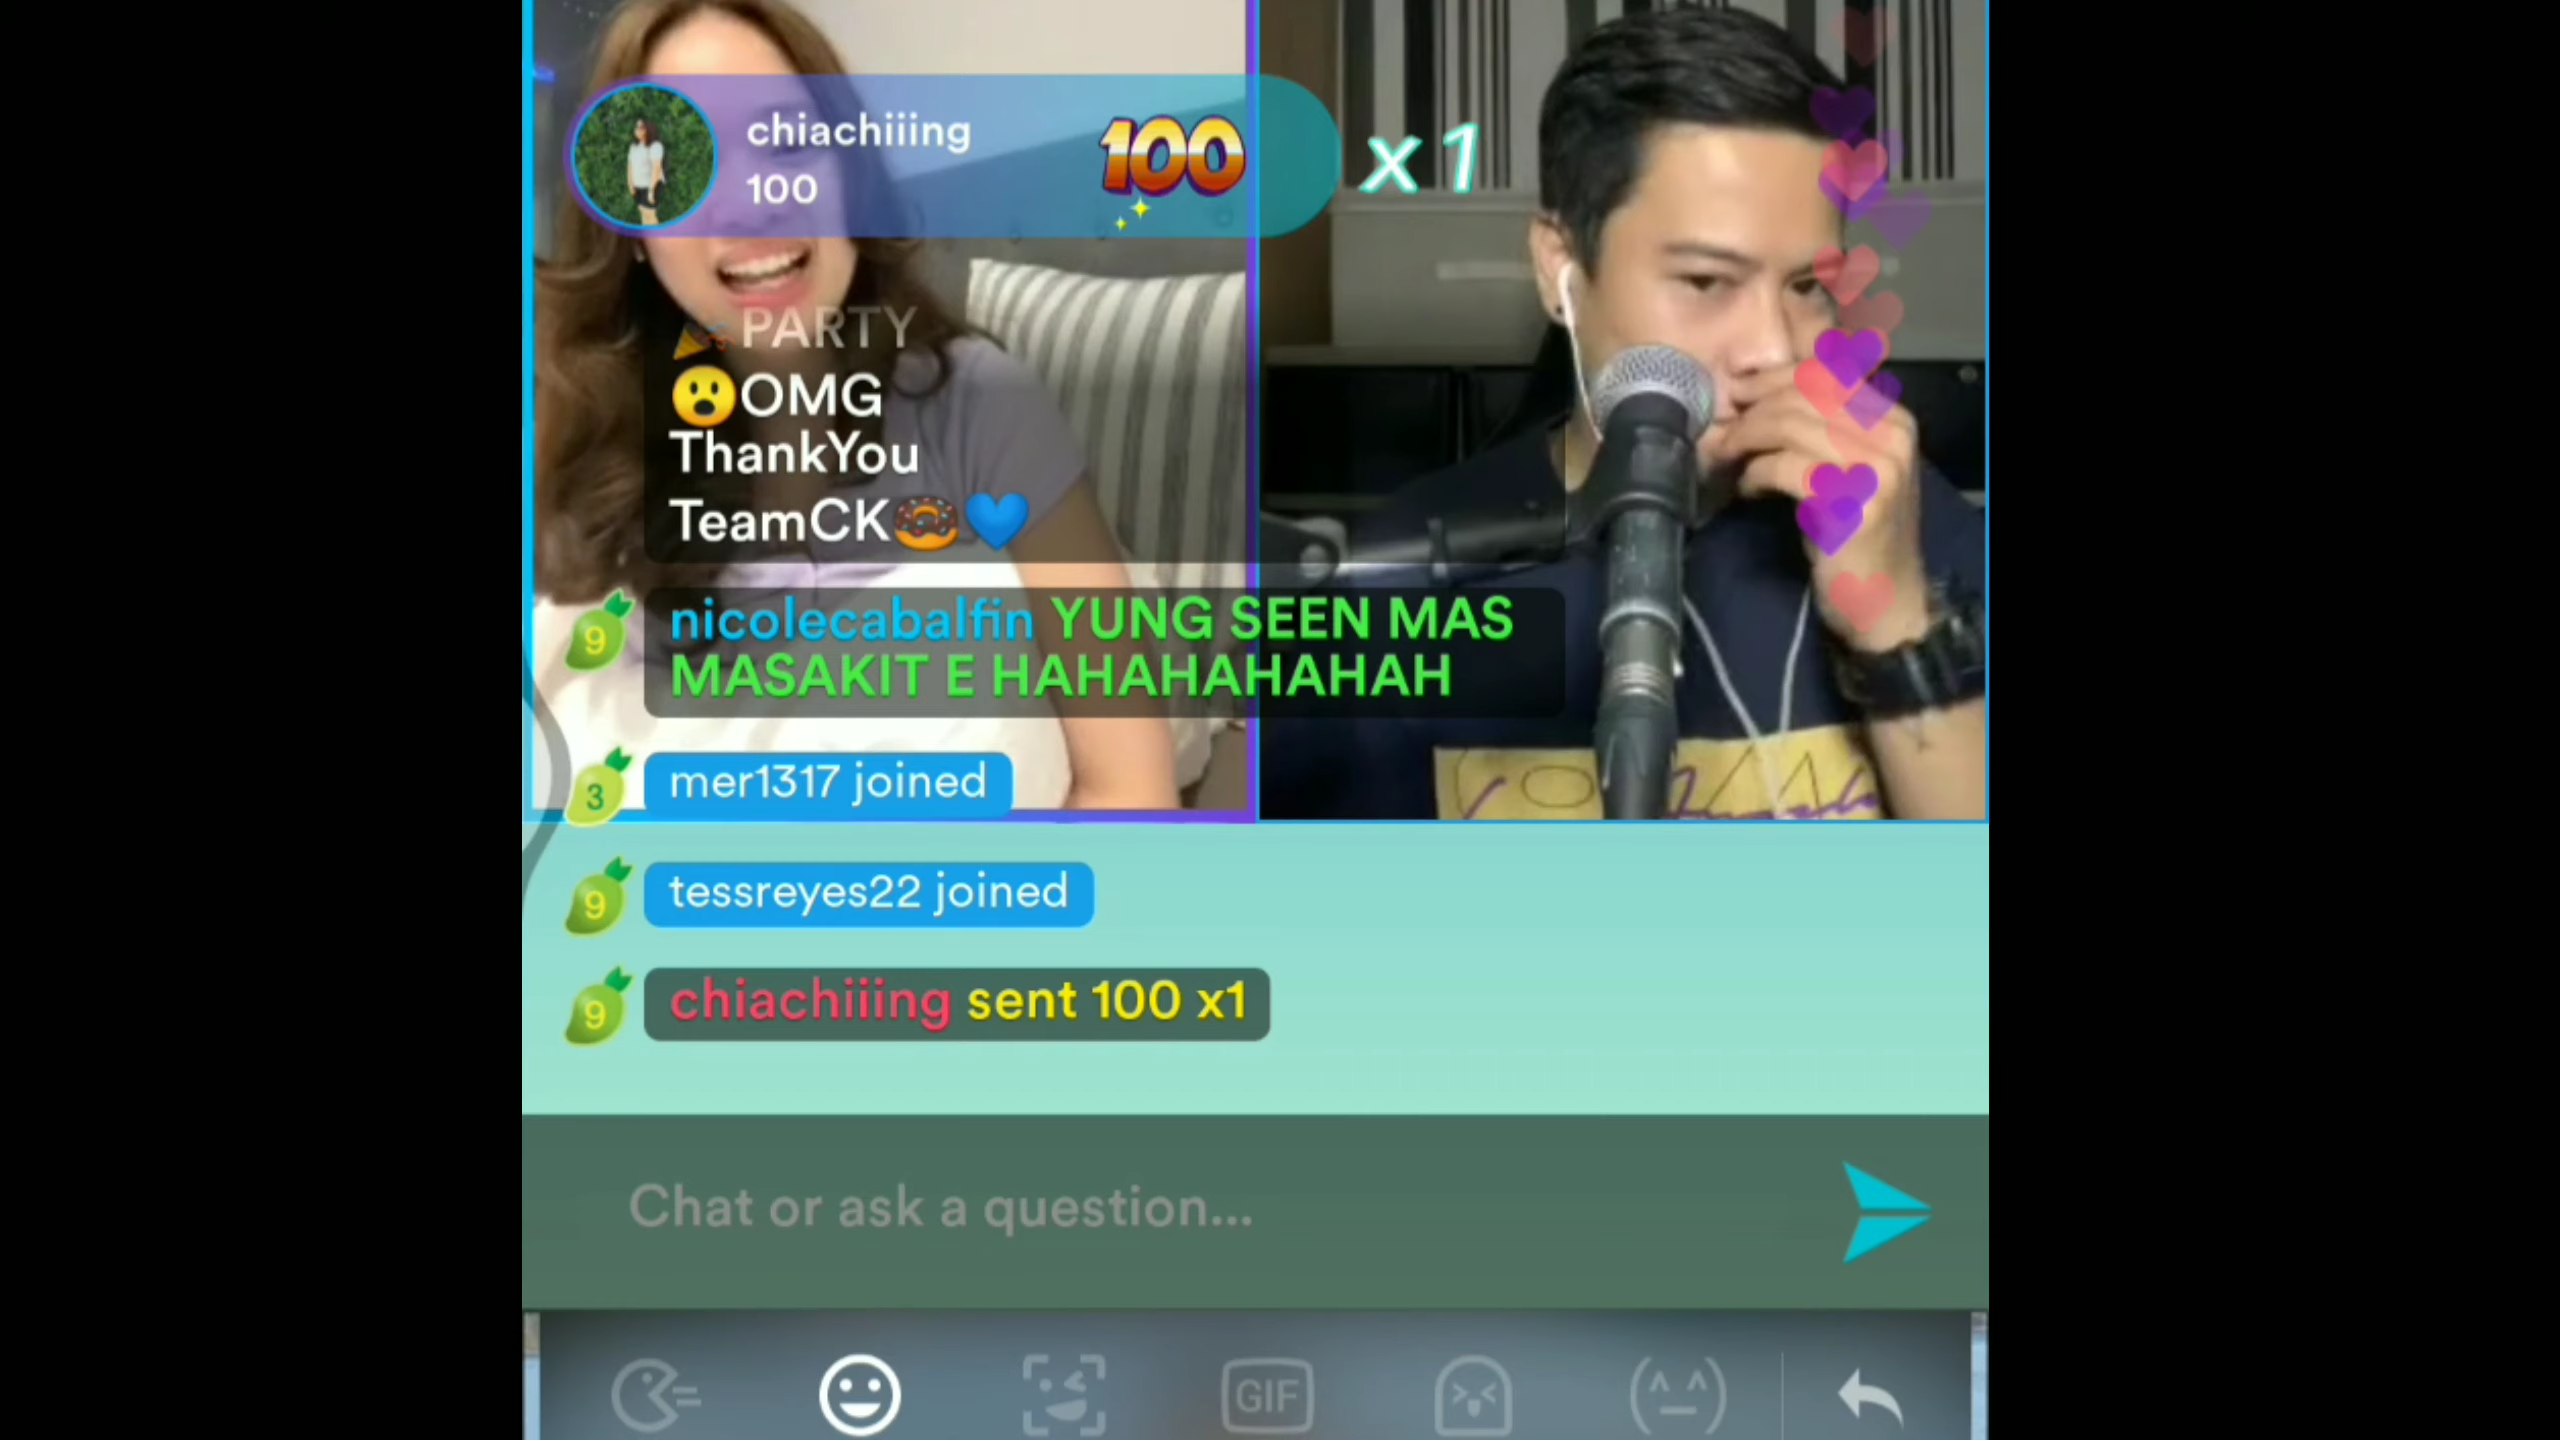 chiachiiing
100
100 x 1
PARTY
OMG
ThankYou
TeamCK
9 nicolecabalfin YUNG SEEN MAS
MASAKIT E HAHAHAHAHAH
3 mer1317 joined
9 tessreyes22 joined
9 chiachiiing sent 100 x1
Chat or ask a question...
GIF